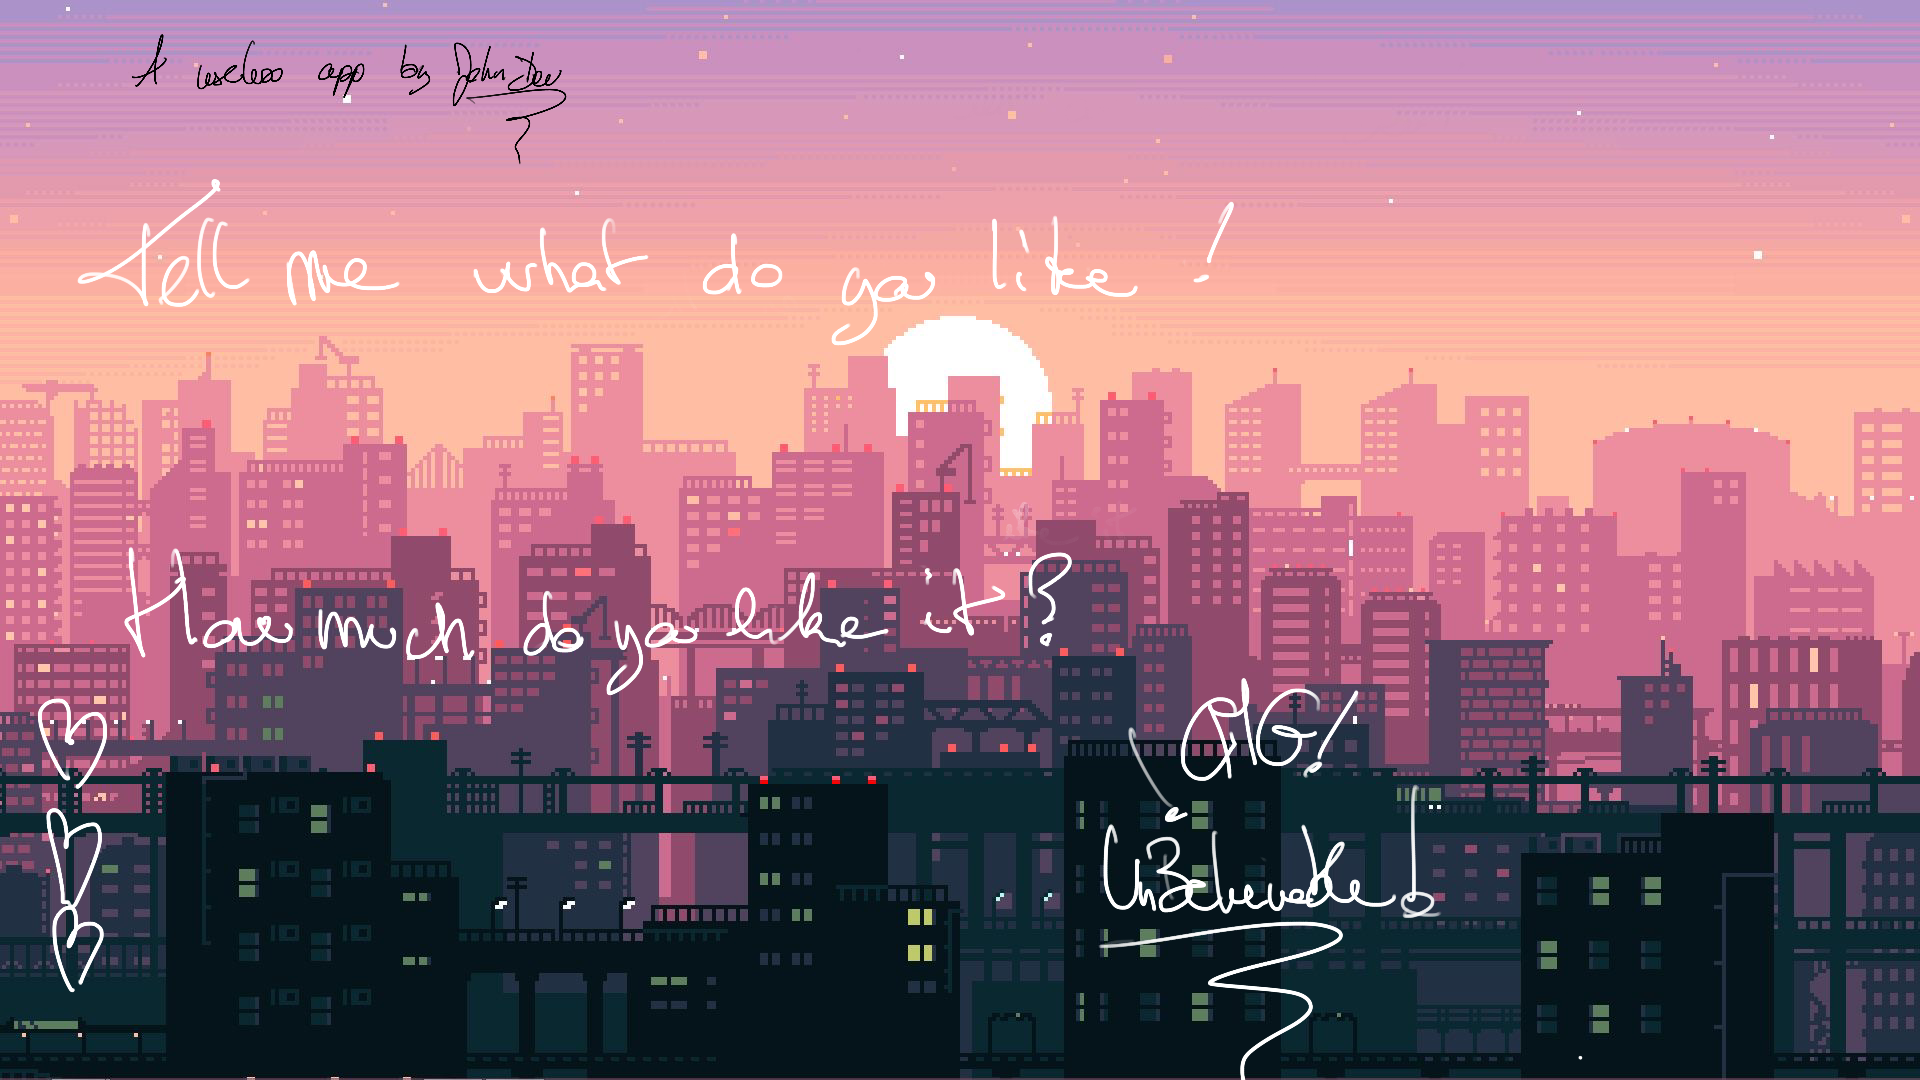 A useless app by John Doe
Tell me what do you like!
How much do you like it?
OMG!
UnBelievable!